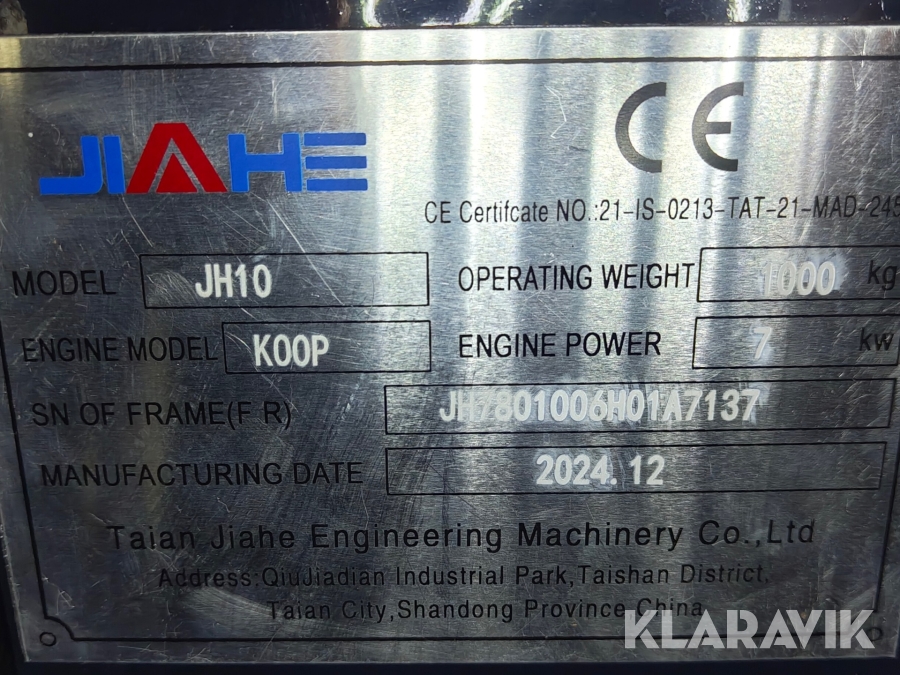 JIAHE
CE
CE Certifcate NO.:21-IS-0213-TAT-21-MAD-245
MODEL JH10 OPERATING WEIGHT 1000 kg
ENGINE MODEL KOOP ENGINE POWER 7 kw
SN OF FRAME(F R) JH7801006H01A7137
MANUFACTURING DATE 2024.12
Taian Jiahe Engineering Machinery Co.,Ltd
Address:QiuJiadian Industrial Park,Taishan District,
Taian City,Shandong Province China
KLARAVIK